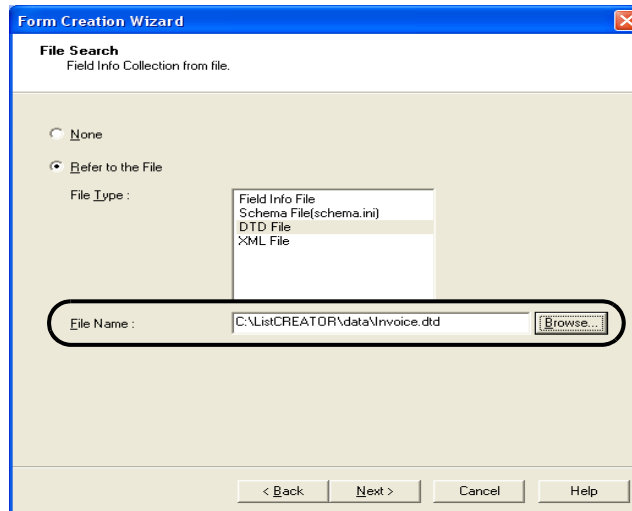 Form Creation Wizard
File Search
Field Info Collection from file.
None
Refer to the File
File Type :
Field Info File
Schema File(schema.ini)
DTD File
XML File
File Name :
C:\ListCREATOR\data\Invoice.dtd
Browse...
< Back
Next >
Cancel
Help